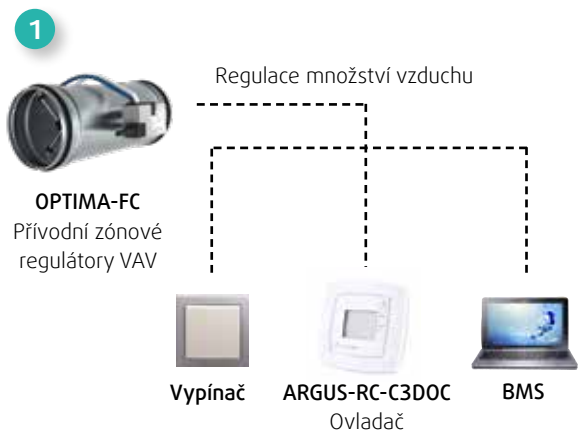 1
Regulace množství vzduchu
OPTIMA-FC
Přívodní zónové
regulátory VAV
Vypínač
ARGUS-RC-C3DOC
Ovladač
BMS